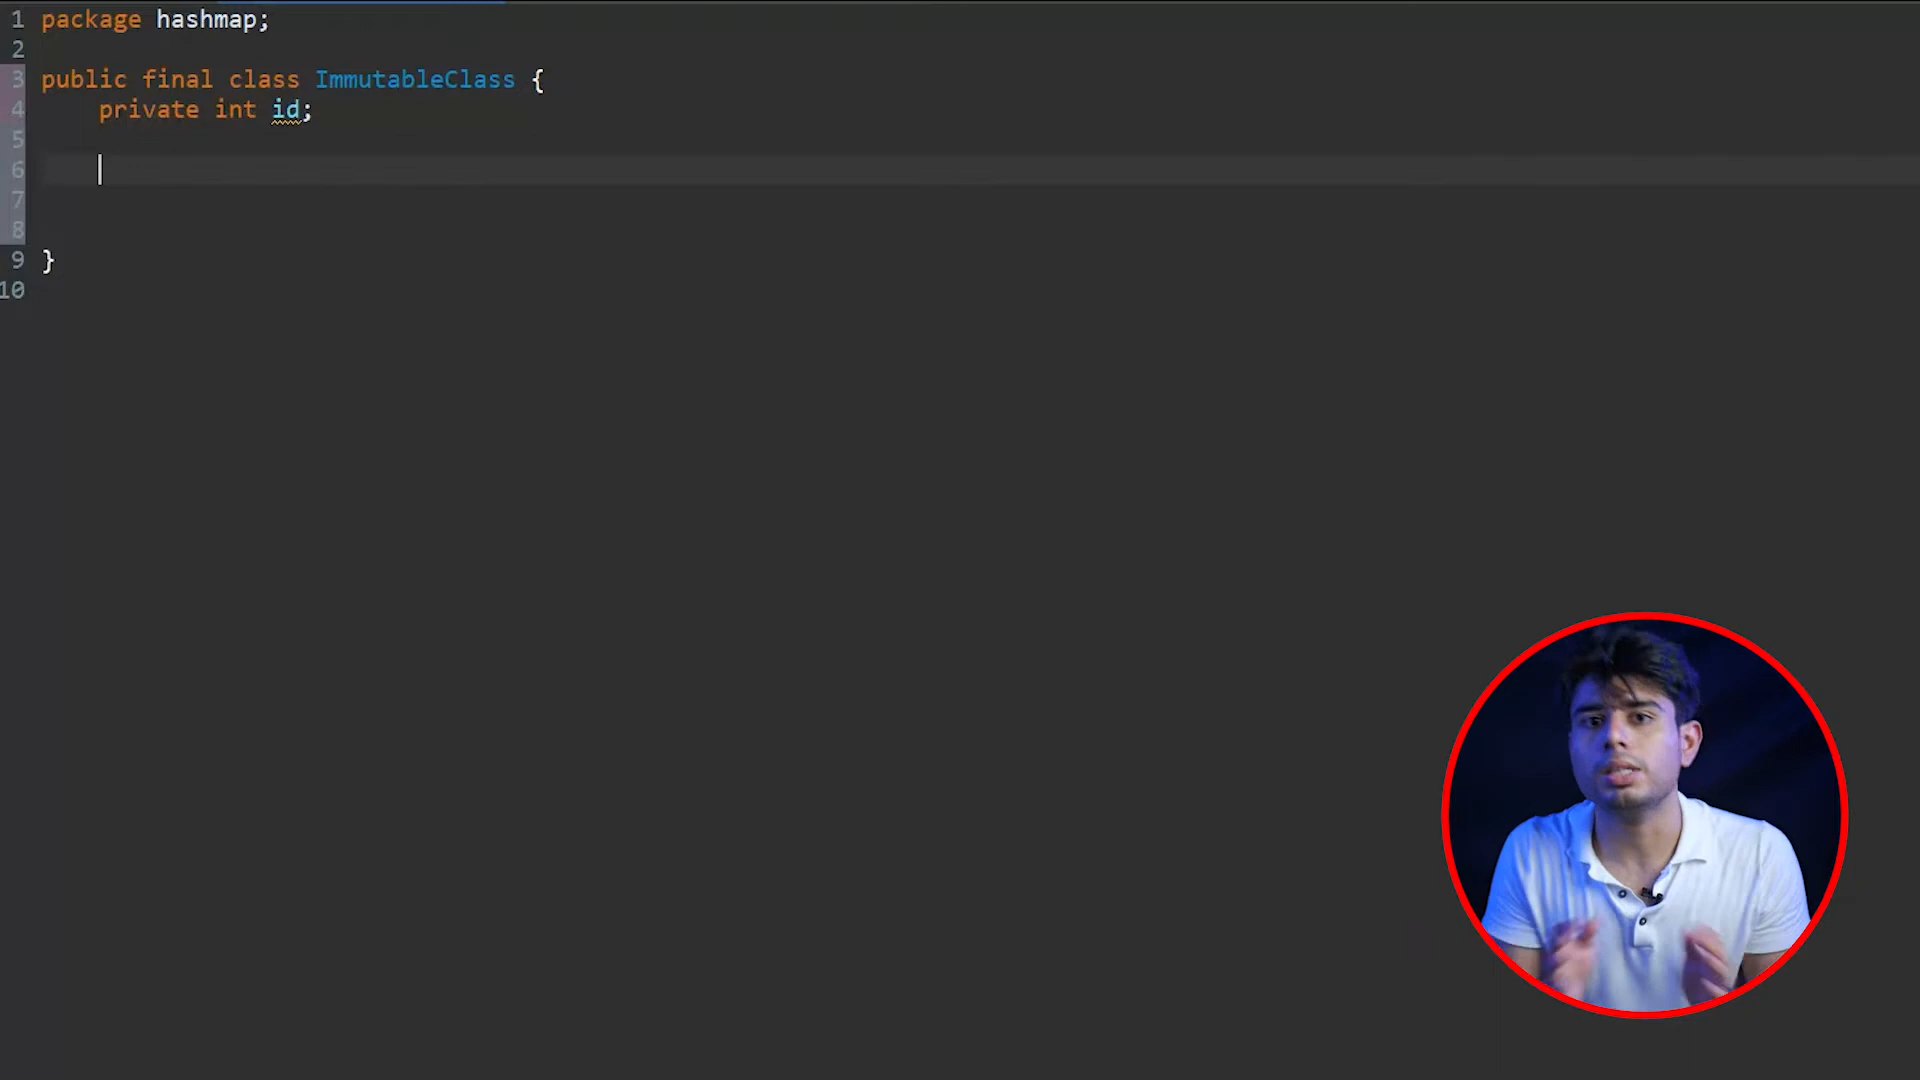 1 package hashmap;
2
3 public final class ImmutableClass {
4 private int id;
5
6
7
8
9 }
10